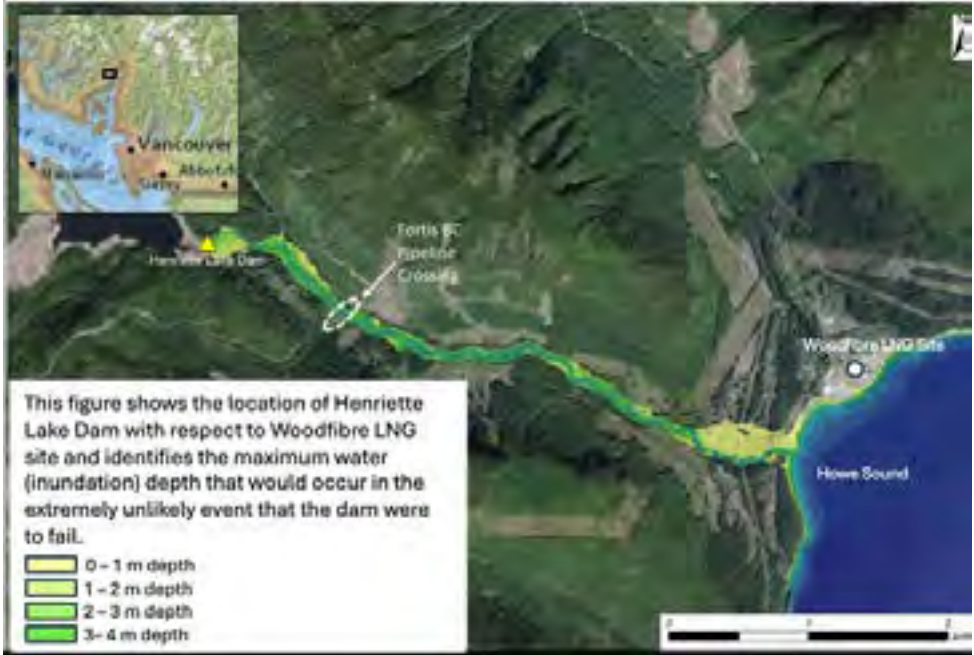 Vancouver
Henriette Lake Dam
Fortis BC
Pipeline
Crossing
Woodfibre LNG Site
Howe Sound
This figure shows the location of Henriette
Lake Dam with respect to Woodfibre LNG
site and identifies the maximum water
(inundation) depth that would occur in the
extremely unlikely event that the dam were
to fail.
0 – 1 m depth
1 – 2 m depth
2 – 3 m depth
3– 4 m depth